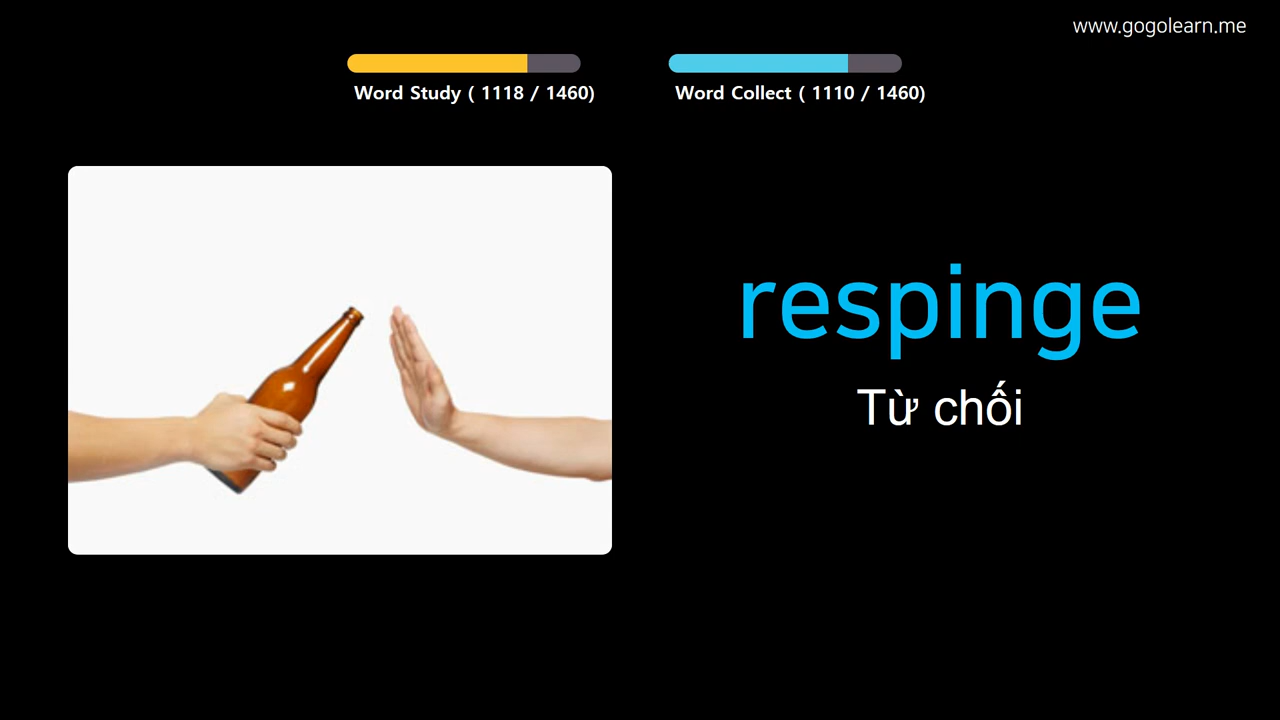 www.gogolearn.me
Word Study ( 1118 / 1460)
Word Collect ( 1110 / 1460)
respinge
Từ chối